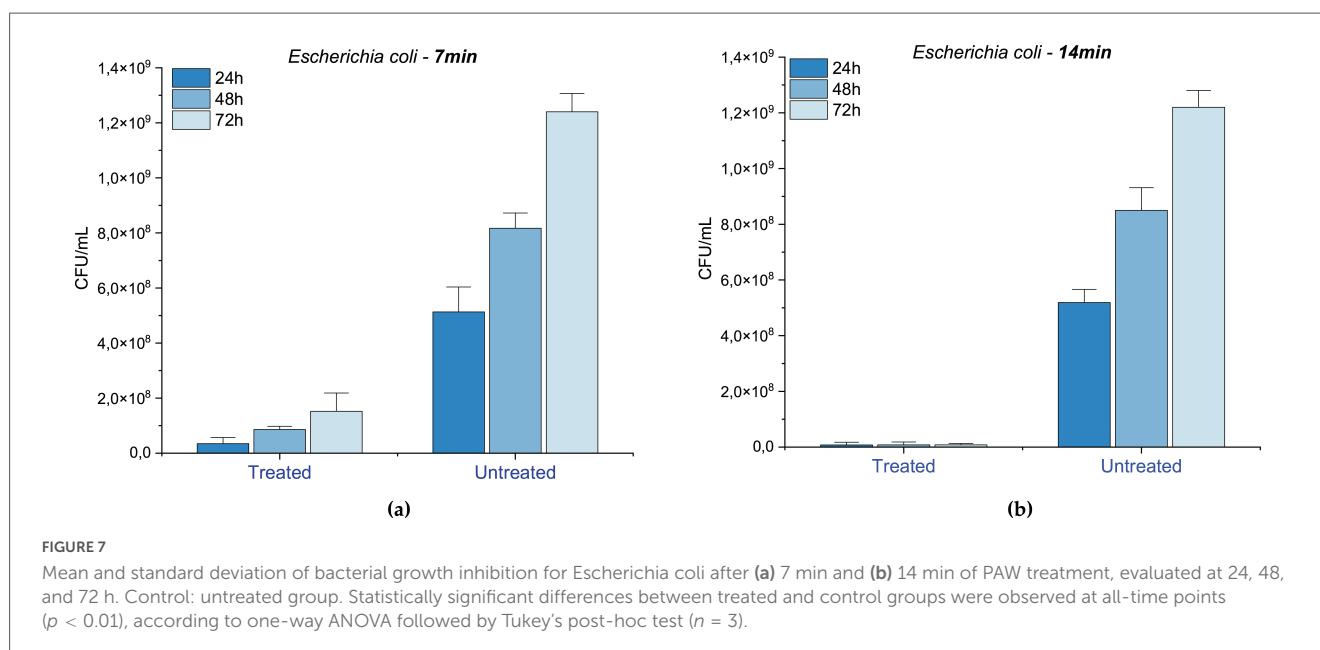 Escherichia coli - 7min
1,4×10⁹
1,2×10⁹
1,0×10⁹
8,0×10⁸
6,0×10⁸
4,0×10⁸
2,0×10⁸
0,0
CFU/mL
24h
48h
72h
Treated
Untreated
(a)
Escherichia coli - 14min
1,4×10⁹
1,2×10⁹
1,0×10⁹
8,0×10⁸
6,0×10⁸
4,0×10⁸
2,0×10⁸
0,0
CFU/mL
24h
48h
72h
Treated
Untreated
(b)
FIGURE 7
Mean and standard deviation of bacterial growth inhibition for Escherichia coli after (a) 7 min and (b) 14 min of PAW treatment, evaluated at 24, 48,
and 72 h. Control: untreated group. Statistically significant differences between treated and control groups were observed at all-time points
(p < 0.01), according to one-way ANOVA followed by Tukey's post-hoc test (n = 3).